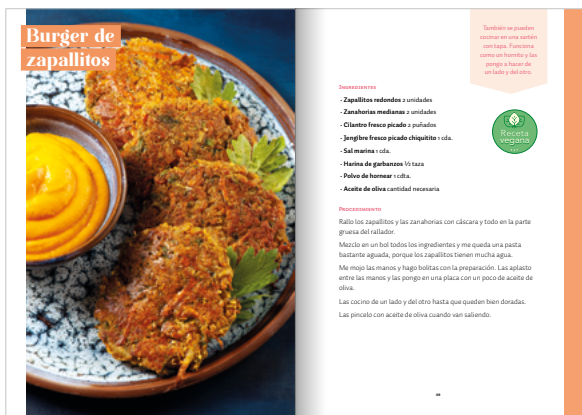 Burger de
zapallitos
También se pueden
cocinar en una sartén
con tapa. Funciona
como un hornito y las
pongo a hacer de
un lado y del otro.
Ingredientes
- Zapallitos redondos 2 unidades
- Zanahorias medianas 2 unidades
- Cilantro fresco picado 2 puñados
- Jengibre fresco picado chiquitito 1 cda.
- Sal marina 1 cda.
- Harina de garbanzos ½ taza
- Polvo de hornear 1 cdta.
- Aceite de oliva cantidad necesaria
Receta
vegana
Procedimiento
Rallo los zapallitos y las zanahorias con cáscara y todo en la parte
gruesa del rallador.
Mezclo en un bol todos los ingredientes y me queda una pasta
bastante aguada, porque los zapallitos tienen mucha agua.
Me mojo las manos y hago bolitas con la preparación. Las aplasto
entre las manos y las pongo en una placa con un poco de aceite de
oliva.
Las cocino de un lado y del otro hasta que queden bien doradas.
Las pincelo con aceite de oliva cuando van saliendo.